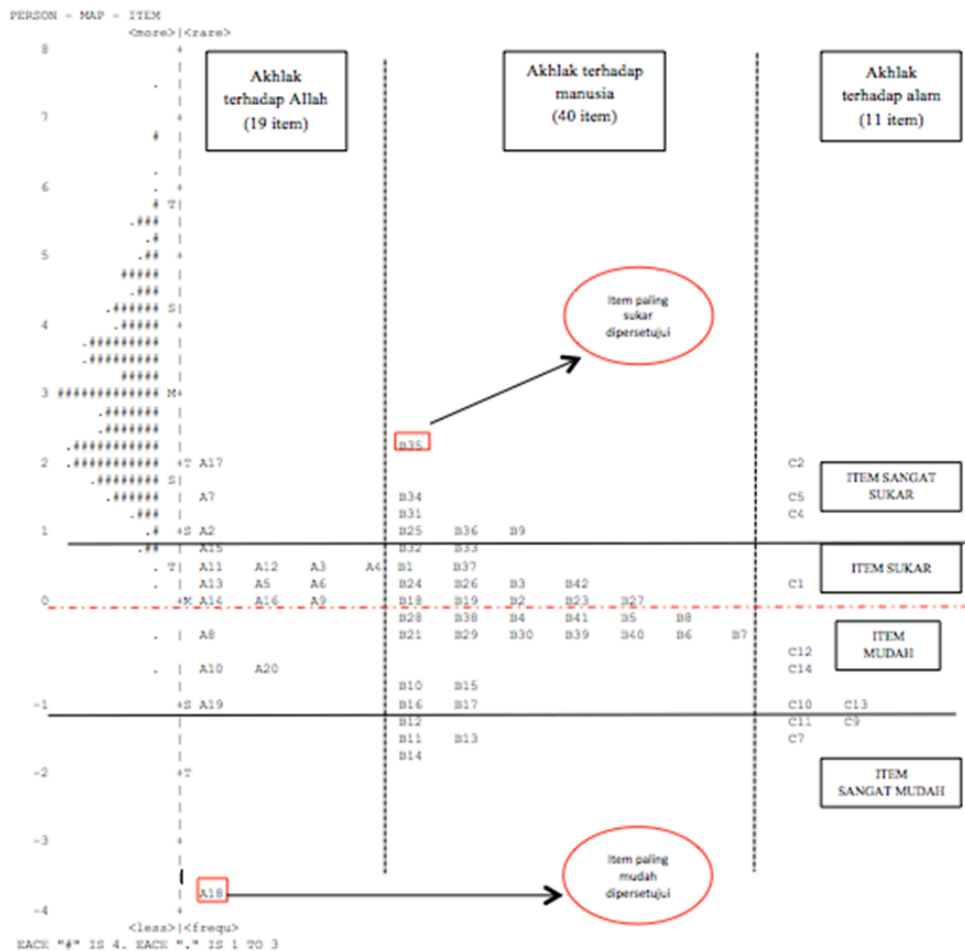 PERSON - MAP - ITEM
<more>|<rare>
8 +
Akhlak
terhadap Allah
(19 item)
Akhlak terhadap
manusia
(40 item)
Akhlak
terhadap alam
(11 item)
. |
7 +
# |
. |
6 . +
# T|
.### |
.# |
5 .## +
##### |
.### |
Item paling
sukar
dipersetujui
.##### S|
4 .##### +
.######## |
.######## |
##### |
3 .############ M+
.###### |
.###### |
.########## | B35
2 .########## +T A17 C2
.####### S|
ITEM SANGAT
SUKAR
.###### | A7 B34 C5
.### | B31 C4
1 .# +S A2 B25 B36 B9
.## | A15 B32 B33
. T| A11 A12 A3 A4 B1 B37
ITEM SUKAR
. | A13 A5 A6 B24 B26 B3 B42 C1
0 +M A14 A16 A9 B18 B19 B2 B23 B27
| B28 B38 B4 B41 B5 B8
. | A8 B21 B29 B30 B39 B40 B6 B7
ITEM
MUDAH
| C12
. | A10 A20 C14
| B10 B15
-1 +S A19 B16 B17 C10 C13
| B12 C11 C9
| B11 B13 C7
| B14
-2 +T
ITEM
SANGAT MUDAH
-3 +
Item paling
mudah
dipersetujui
| A18
-4 +
<less>|<frequ>
EACH "#" IS 4. EACH "." IS 1 TO 3